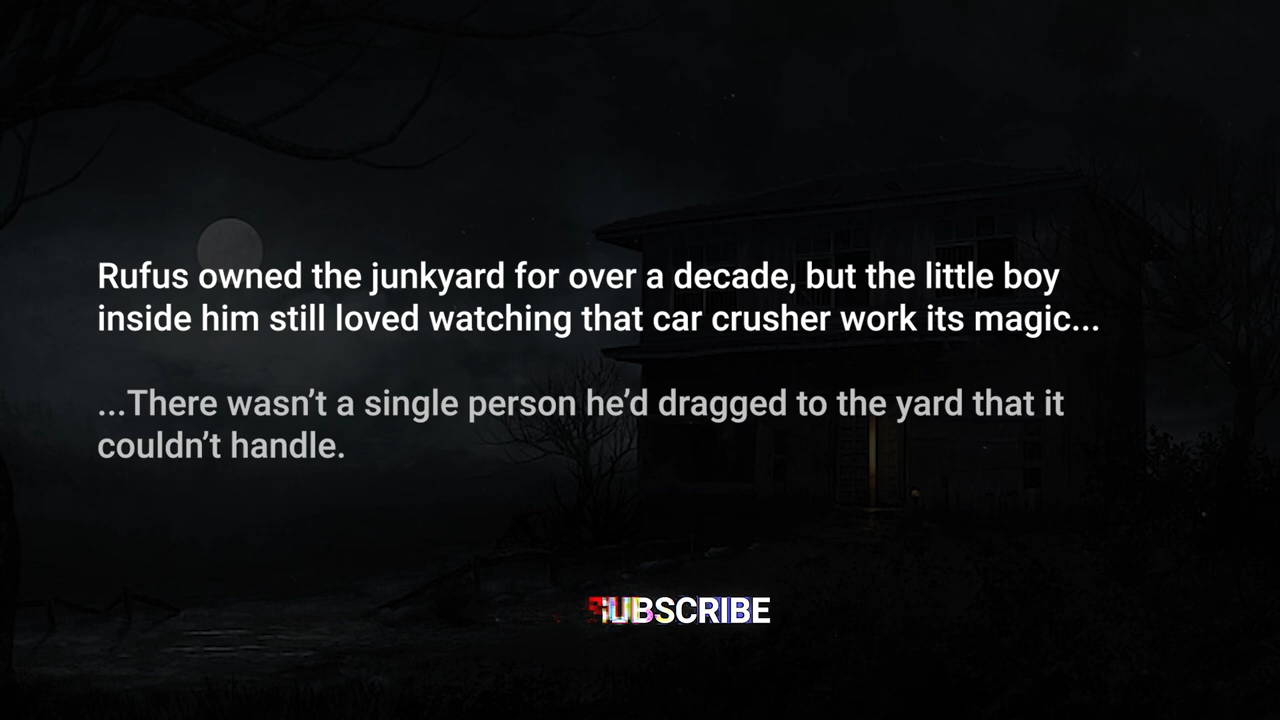 Rufus owned the junkyard for over a decade, but the little boy
inside him still loved watching that car crusher work its magic...
...There wasn’t a single person he’d dragged to the yard that it
couldn’t handle.
SUBSCRIBE